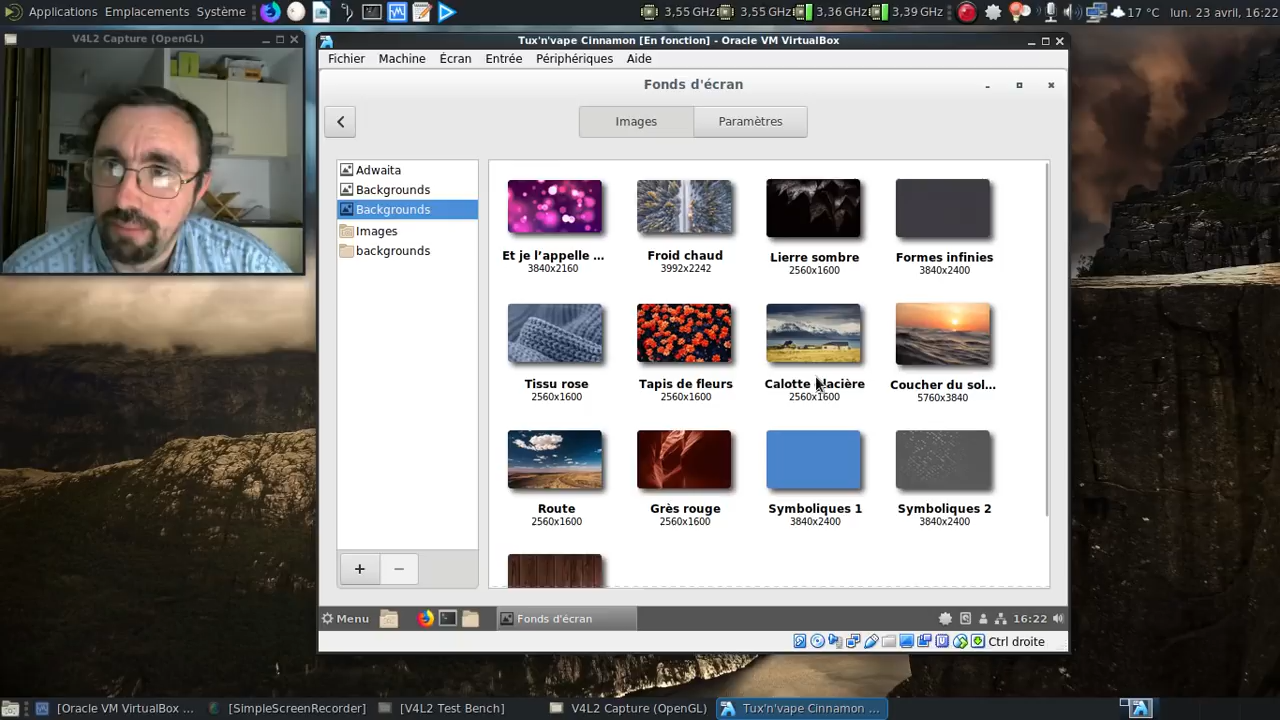 Applications Emplacements Système 3,55 GHz 3,55 GHz 3,36 GHz 3,39 GHz 17 °C lun. 23 avril, 16:22
V4L2 Capture (OpenGL)
Tux'n'vape Cinnamon [En fonction] - Oracle VM VirtualBox
Fichier Machine Écran Entrée Périphériques Aide
Fonds d'écran
Images Paramètres
Adwaita
Backgrounds
Backgrounds
Images
backgrounds
Et je l'appelle ... Froid chaud Lierre sombre Formes infinies
3840x2160 3992x2242 2560x1600 3840x2400
Tissu rose Tapis de fleurs Calotte glacière Coucher du sol...
2560x1600 2560x1600 2560x1600 5760x3840
Route Grès rouge Symboliques 1 Symboliques 2
2560x1600 2560x1600 3840x2400 3840x2400
Menu Fonds d'écran 16:22
Ctrl droite
[Oracle VM VirtualBox ... [SimpleScreenRecorder] [V4L2 Test Bench] V4L2 Capture (OpenGL) Tux'n'vape Cinnamon ...